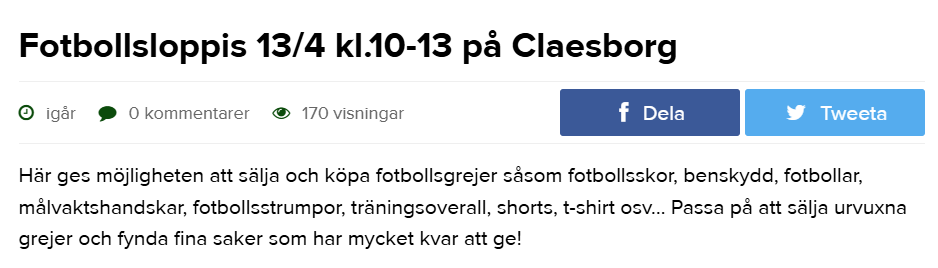 Fotbollsloppis 13/4 kl.10-13 på Claesborg
igår 0 kommentarer 170 visningar Dela Tweeta
Här ges möjligheten att sälja och köpa fotbollsgrejer såsom fotbollsskor, benskydd, fotbollar,
målvaktshandskar, fotbollsstrumpor, träningsoverall, shorts, t-shirt osv... Passa på att sälja urvuxna
grejer och fynda fina saker som har mycket kvar att ge!